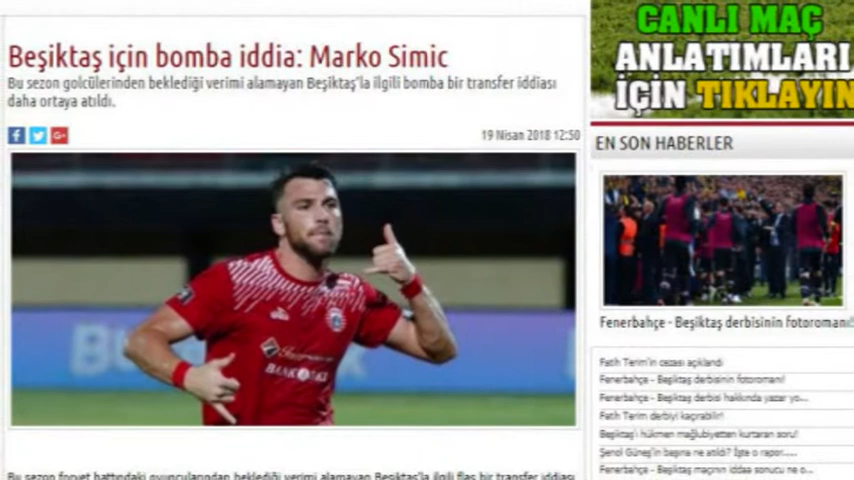 Beşiktaş için bomba iddia: Marko Simic
Bu sezon golcülerinden beklediği verimi alamayan Beşiktaş'la ilgili bomba bir transfer iddiası
daha ortaya atıldı.
19 Nisan 2018 12:50
BANK
Bu sezon forvet hattındaki oyuncularından beklediği verimi alamayan Beşiktaş'la ilgili flaş bir transfer iddiası
CANLI MAÇ
ANLATIMLARI
İÇİN TIKLAYIN
EN SON HABERLER
Fenerbahçe - Beşiktaş derbisinin fotoromanı!
Fatih Terim'in cezası açıklandı
Fenerbahçe - Beşiktaş derbisinin fotoromanı!
Fenerbahçe - Beşiktaş derbisi hakkında yazar yo...
Fatih Terim derbiyi kaçırabilir!
Beşiktaş'ı hükmen mağlubiyetten kurtaran soru!
Şenol Güneş'in başına ne atıldı? İşte o rapor.....
Fenerbahçe - Beşiktaş maçının iddaa sonucu ne o...